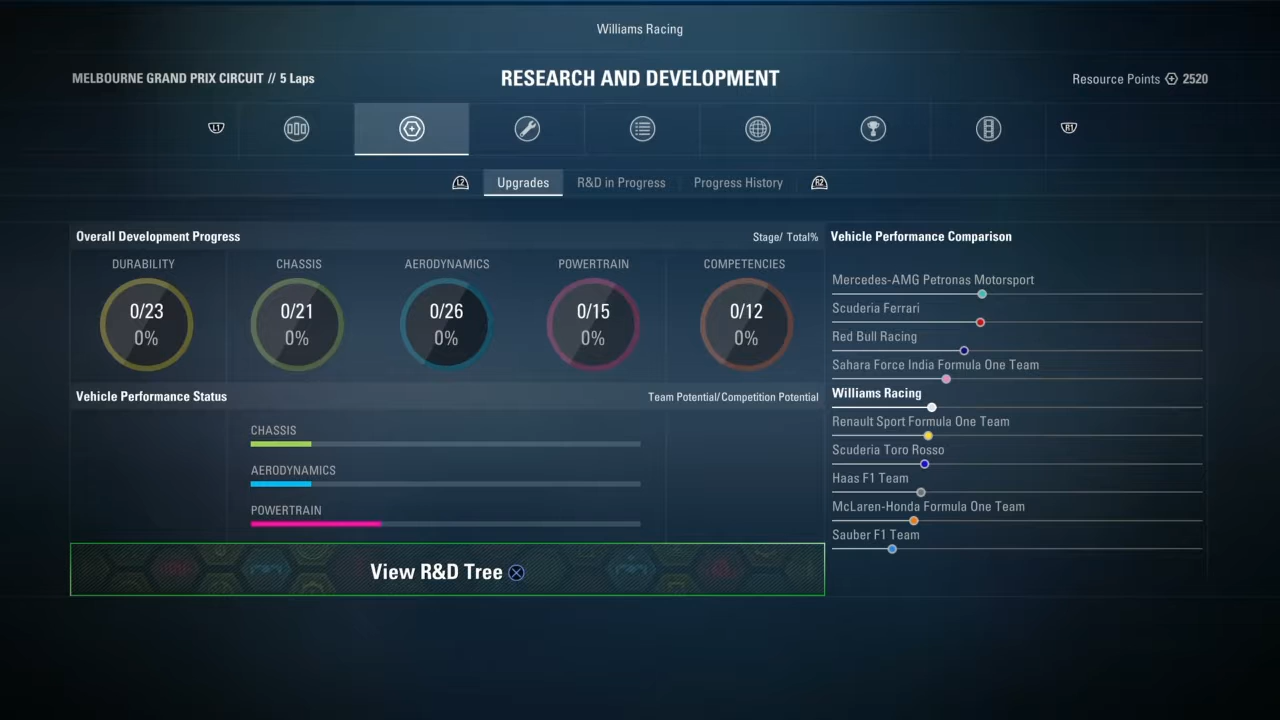 Williams Racing
MELBOURNE GRAND PRIX CIRCUIT // 5 Laps
RESEARCH AND DEVELOPMENT
Resource Points 2520
L1
R1
L2
Upgrades
R&D in Progress
Progress History
R2
Overall Development Progress
Stage/ Total%
DURABILITY
CHASSIS
AERODYNAMICS
POWERTRAIN
COMPETENCIES
0/23
0/21
0/26
0/15
0/12
0%
0%
0%
0%
0%
Vehicle Performance Status
Team Potential/Competition Potential
CHASSIS
AERODYNAMICS
POWERTRAIN
View R&D Tree
Vehicle Performance Comparison
Mercedes-AMG Petronas Motorsport
Scuderia Ferrari
Red Bull Racing
Sahara Force India Formula One Team
Williams Racing
Renault Sport Formula One Team
Scuderia Toro Rosso
Haas F1 Team
McLaren-Honda Formula One Team
Sauber F1 Team